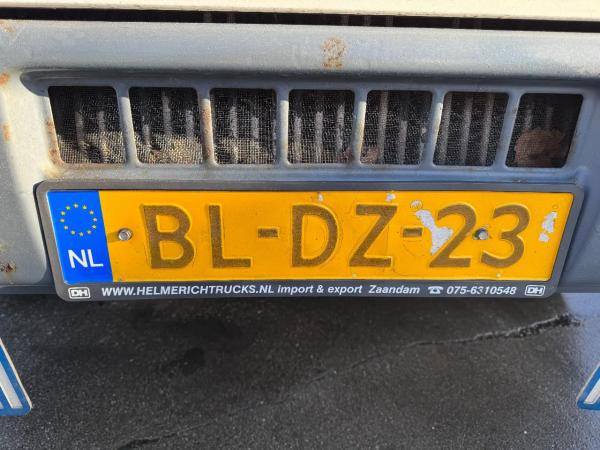 NL BL-DZ-23
DH WWW.HELMERICHTRUCKS.NL import & export Zaandam ☎ 075-6310548 DH